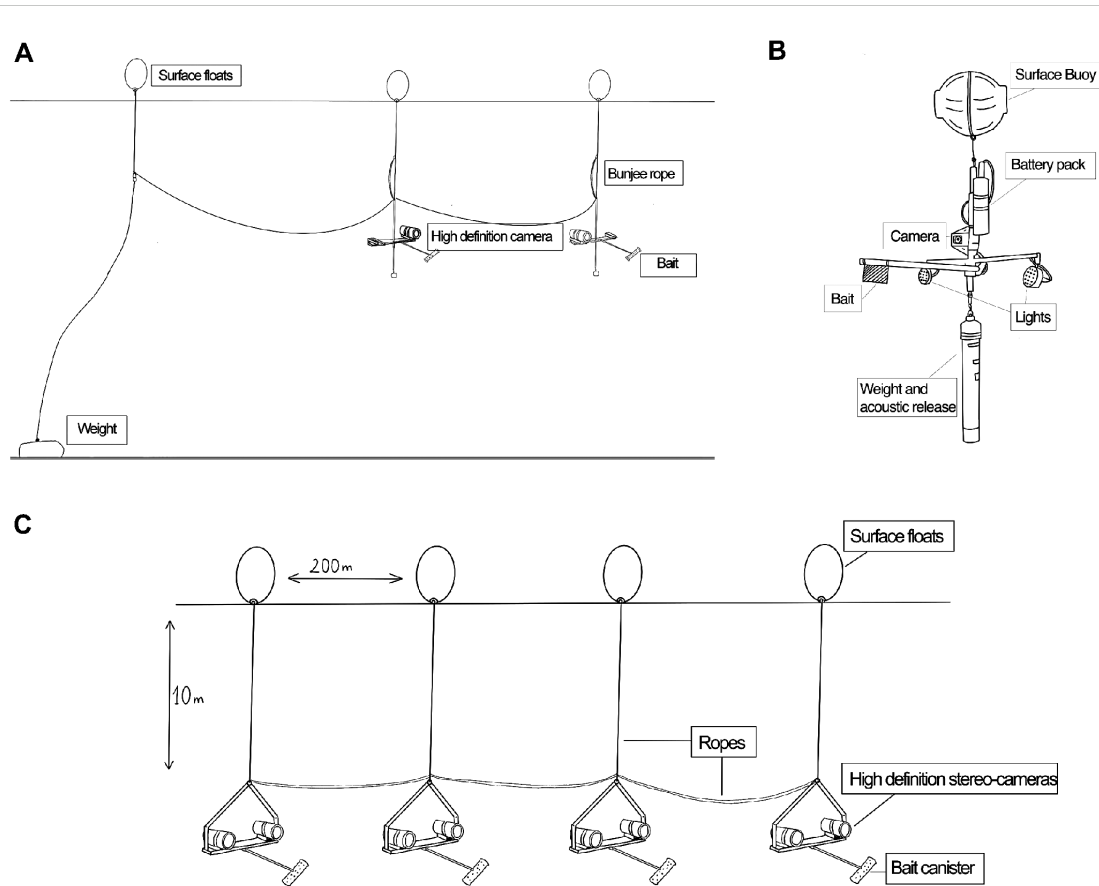 A
Surface floats
Bunjee rope
High definition camera
Bait
Weight
B
Surface Buoy
Battery pack
Camera
Bait
Lights
Weight and
acoustic release
C
Surface floats
200m
10m
Ropes
High definition stereo-cameras
Bait canister